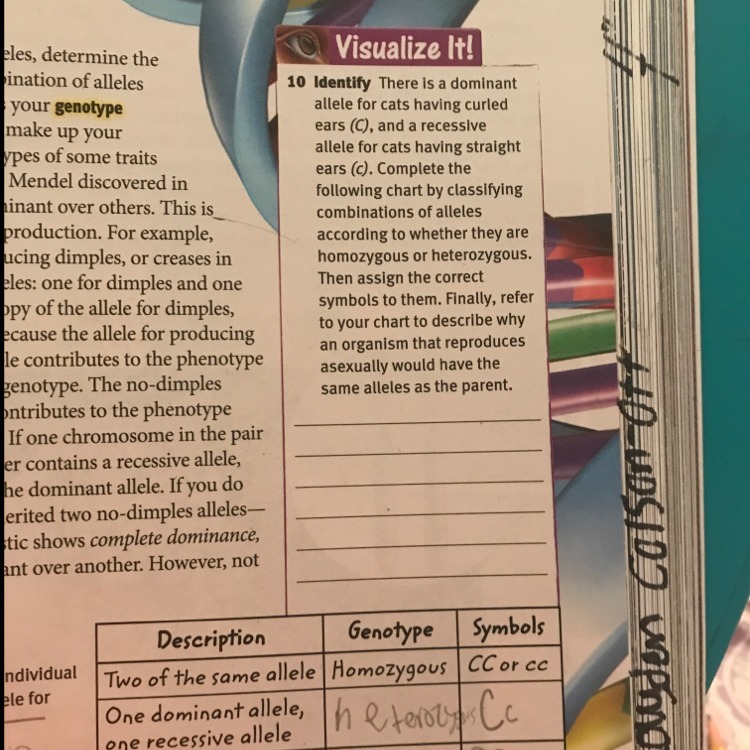 eles, determine the
ination of alleles
your genotype
make up your
ypes of some traits
Mendel discovered in
inant over others. This is
production. For example,
ucing dimples, or creases in
eles: one for dimples and one
opy of the allele for dimples,
ecause the allele for producing
le contributes to the phenotype
genotype. The no-dimples
ontributes to the phenotype
If one chromosome in the pair
er contains a recessive allele,
he dominant allele. If you do
erited two no-dimples alleles—
stic shows complete dominance,
ant over another. However, not
Visualize It!
10 Identify There is a dominant
allele for cats having curled
ears (C), and a recessive
allele for cats having straight
ears (c). Complete the
following chart by classifying
combinations of alleles
according to whether they are
homozygous or heterozygous.
Then assign the correct
symbols to them. Finally, refer
to your chart to describe why
an organism that reproduces
asexually would have the
same alleles as the parent.
ndividual
ele for
Description Genotype Symbols
Two of the same allele Homozygous CC or cc
One dominant allele,
one recessive allele
Cc